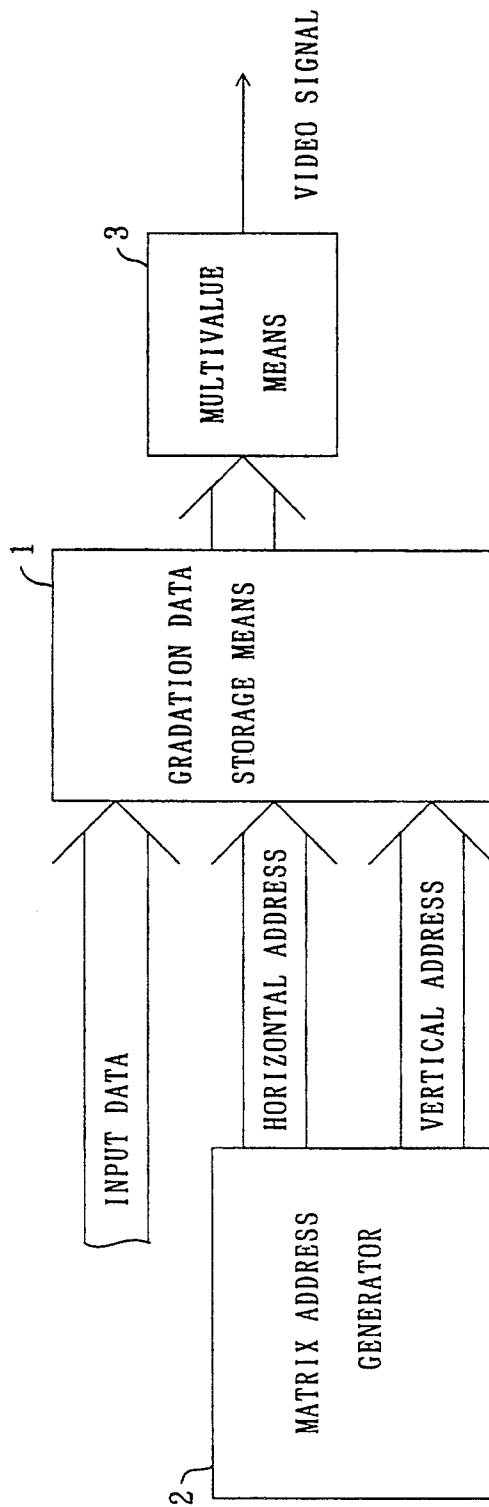 INPUT DATA
2
MATRIX ADDRESS
GENERATOR
HORIZONTAL ADDRESS
VERTICAL ADDRESS
1
GRADATION DATA
STORAGE MEANS
3
MULTIVALUE
MEANS
VIDEO SIGNAL